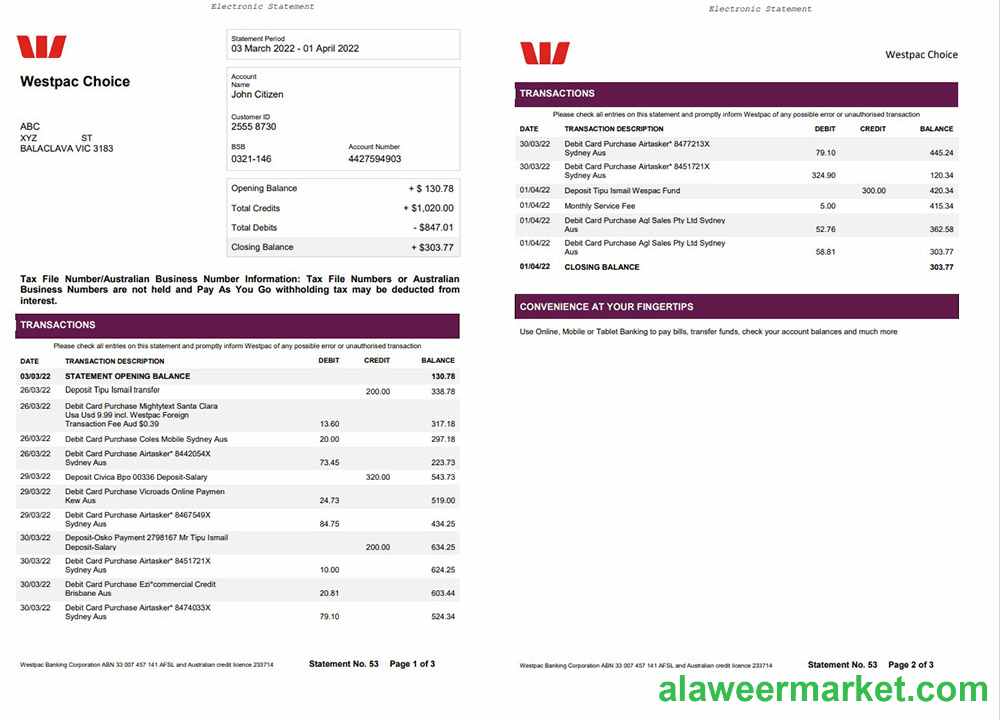 Electronic Statement
Westpac Choice
ABC
XYZ ST
BALACLAVA VIC 3183
Statement Period
03 March 2022 - 01 April 2022
Account
Name
John Citizen
Customer ID
2555 8730
BSB Account Number
0321-146 4427594903
Opening Balance + $ 130.78
Total Credits + $1,020.00
Total Debits - $847.01
Closing Balance + $303.77
Tax File Number/Australian Business Number Information: Tax File Numbers or Australian
Business Numbers are not held and Pay As You Go withholding tax may be deducted from
interest.
TRANSACTIONS
Please check all entries on this statement and promptly inform Westpac of any possible error or unauthorised transaction
DATE TRANSACTION DESCRIPTION DEBIT CREDIT BALANCE
03/03/22 STATEMENT OPENING BALANCE 130.78
26/03/22 Deposit Tipu Ismail transfer 200.00 338.78
26/03/22 Debit Card Purchase Mightytext Santa Clara
Usa Usd 9.99 incl. Westpac Foreign
Transaction Fee Aud $0.39 13.60 317.18
26/03/22 Debit Card Purchase Coles Mobile Sydney Aus 20.00 297.18
26/03/22 Debit Card Purchase Airtasker* 8442054X
Sydney Aus 73.45 223.73
29/03/22 Deposit Civica Bpo 00336 Deposit-Salary 320.00 543.73
29/03/22 Debit Card Purchase Vicroads Online Paymen
Kew Aus 24.73 519.00
29/03/22 Debit Card Purchase Airtasker* 8467549X
Sydney Aus 84.75 434.25
30/03/22 Deposit-Osko Payment 2798167 Mr Tipu Ismail
Deposit-Salary 200.00 634.25
30/03/22 Debit Card Purchase Airtasker* 8451721X
Sydney Aus 10.00 624.25
30/03/22 Debit Card Purchase Ezi*commercial Credit
Brisbane Aus 20.81 603.44
30/03/22 Debit Card Purchase Airtasker* 8474033X
Sydney Aus 79.10 524.34
Westpac Banking Corporation ABN 33 007 457 141 AFSL and Australian credit licence 233714 Statement No. 53 Page 1 of 3
Electronic Statement
Westpac Choice
TRANSACTIONS
Please check all entries on this statement and promptly inform Westpac of any possible error or unauthorised transaction
DATE TRANSACTION DESCRIPTION DEBIT CREDIT BALANCE
30/03/22 Debit Card Purchase Airtasker* 8477213X
Sydney Aus 79.10 445.24
30/03/22 Debit Card Purchase Airtasker* 8451721X
Sydney Aus 324.90 120.34
01/04/22 Deposit Tipu Ismail Wespac Fund 300.00 420.34
01/04/22 Monthly Service Fee 5.00 415.34
01/04/22 Debit Card Purchase Aql Sales Pty Ltd Sydney
Aus 52.76 362.58
01/04/22 Debit Card Purchase Agl Sales Pty Ltd Sydney
Aus 58.81 303.77
01/04/22 CLOSING BALANCE 303.77
CONVENIENCE AT YOUR FINGERTIPS
Use Online, Mobile or Tablet Banking to pay bills, transfer funds, check your account balances and much more
Westpac Banking Corporation ABN 33 007 457 141 AFSL and Australian credit licence 233714 Statement No. 53 Page 2 of 3
alaweermarket.com